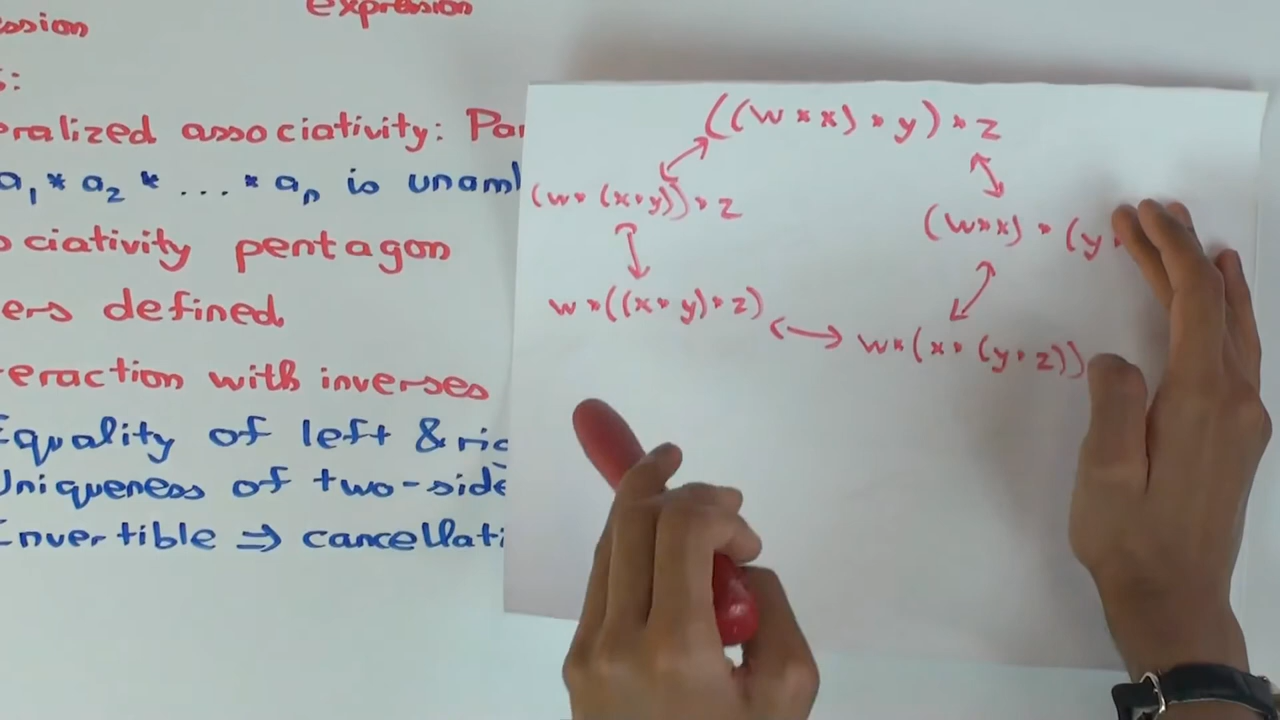 expression
ssion
s:
eralized associativity: Par
a₁ * a₂ * ... * aₙ is unamb
ociativity pentagon
ers defined
eraction with inverses
Equality of left & ri
Uniqueness of two-side
Invertible ⇒ cancellati
((w * x) * y) * z
(w * (x * y)) * z
(w * x) * (y *
w * ((x * y) * z)
w * (x * (y * z))